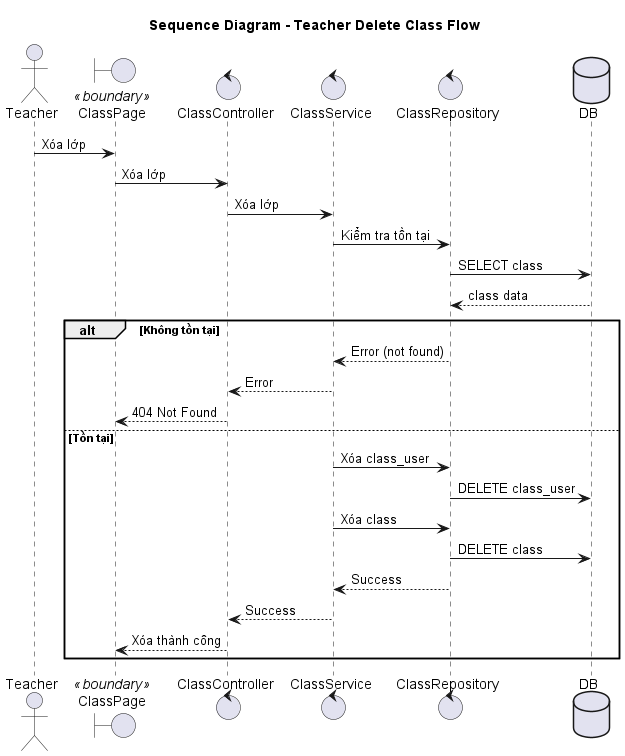 Sequence Diagram - Teacher Delete Class Flow
Teacher
«boundary»
ClassPage
ClassController
ClassService
ClassRepository
DB
Xóa lớp
Xóa lớp
Xóa lớp
Kiểm tra tồn tại
SELECT class
class data
alt
[Không tồn tại]
Error (not found)
Error
404 Not Found
[Tồn tại]
Xóa class_user
DELETE class_user
Xóa class
DELETE class
Success
Success
Xóa thành công
Teacher
«boundary»
ClassPage
ClassController
ClassService
ClassRepository
DB